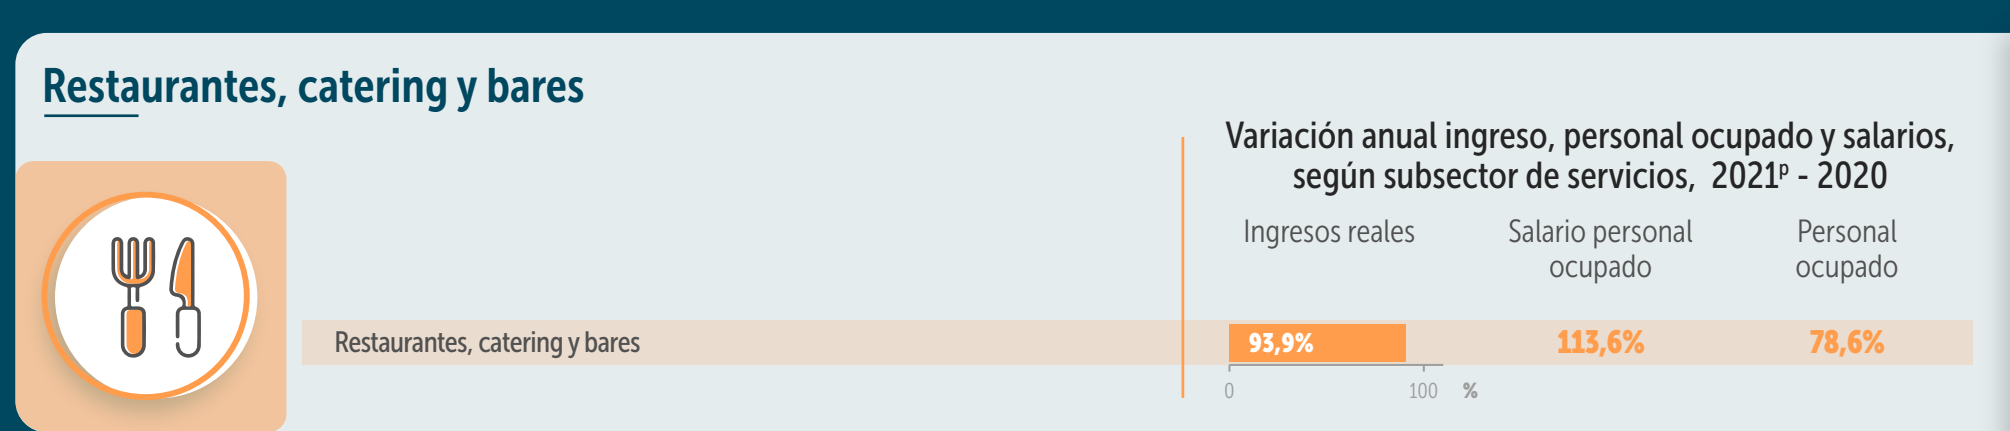 Restaurantes, catering y bares
Variación anual ingreso, personal ocupado y salarios,
según subsector de servicios, 2021ᵖ - 2020
Ingresos reales
Salario personal
ocupado
Personal
ocupado
Restaurantes, catering y bares
93,9%
113,6%
78,6%
0
100
%